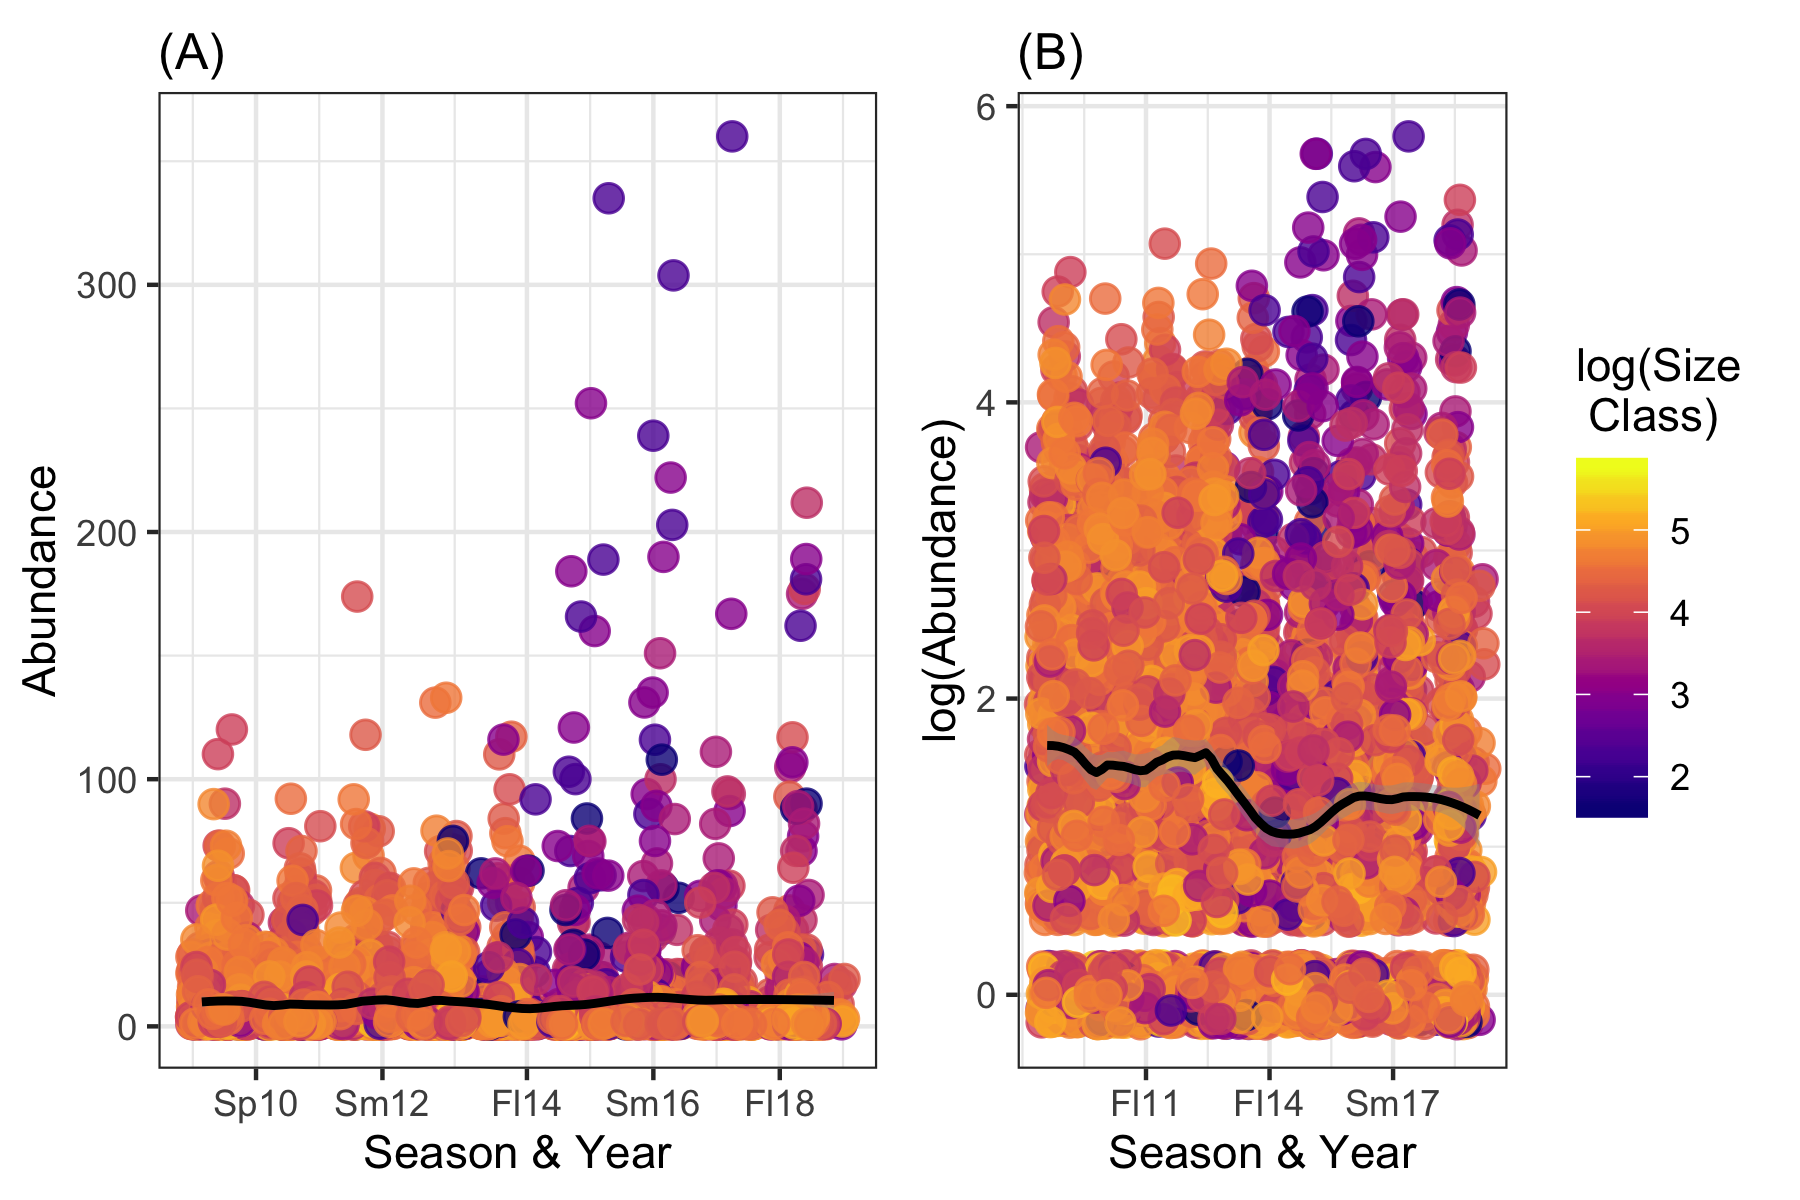 (A)
Abundance
300
200
100
0
Sp10 Sm12 Fl14 Sm16 Fl18
Season & Year
(B)
log(Abundance)
6
4
2
0
Fl11 Fl14 Sm17
Season & Year
log(Size
Class)
5
4
3
2